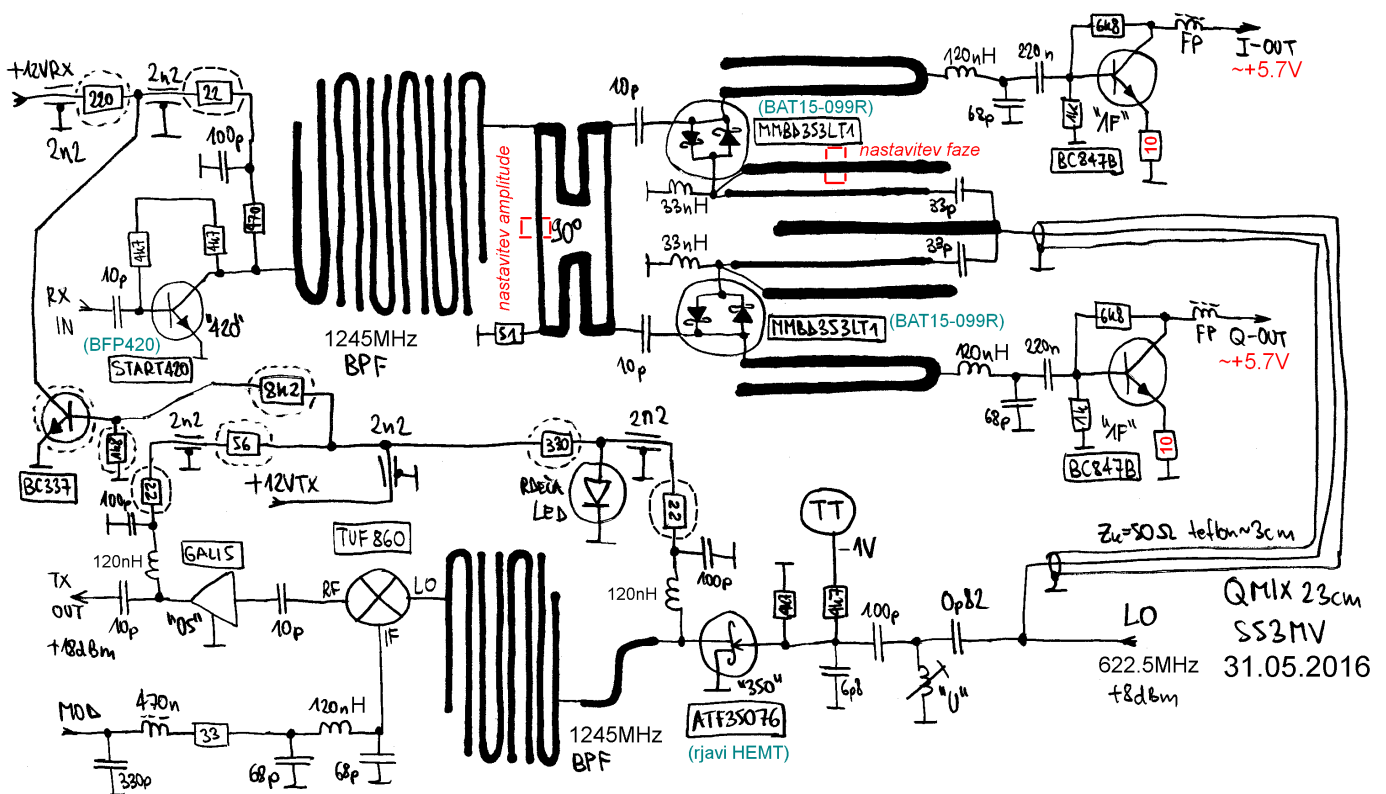 +12VRX
220
2n2
2n2
22
100p
470
4k7
4k7
10p
RX
IN
"420"
(BFP420)
START420
1245MHz
BPF
nastavitev amplitude
90°
51
10p
10p
(BAT15-099R)
MMBD353LT1
33nH
nastavitev faze
33p
33nH
33p
MMBD353LT1
(BAT15-099R)
120nH
220n
68p
6k8
1k
"1F"
BC847B
10
FP
I-OUT
~+5.7V
120nH
220n
68p
6k8
1k
"1F"
BC847B
10
FP
Q-OUT
~+5.7V
BC337
8k2
2n2
56
22
100p
120nH
+12VTX
2n2
330
RDEČA
LED
2n2
22
100p
120nH
TUF860
GALI5
TX
OUT
10p
+18dBm
"05"
10p
RF
LO
IF
MOD
470n
33
330p
68p
120nH
68p
1245MHz
BPF
"350"
ATF35076
(rjavi HEMT)
TT
-1V
4k7
6p8
100p
0p82
"U"
LO
622.5MHz
+8dBm
Zk=50Ω teflon~3cm
QMIX 23cm
S53MV
31.05.2016